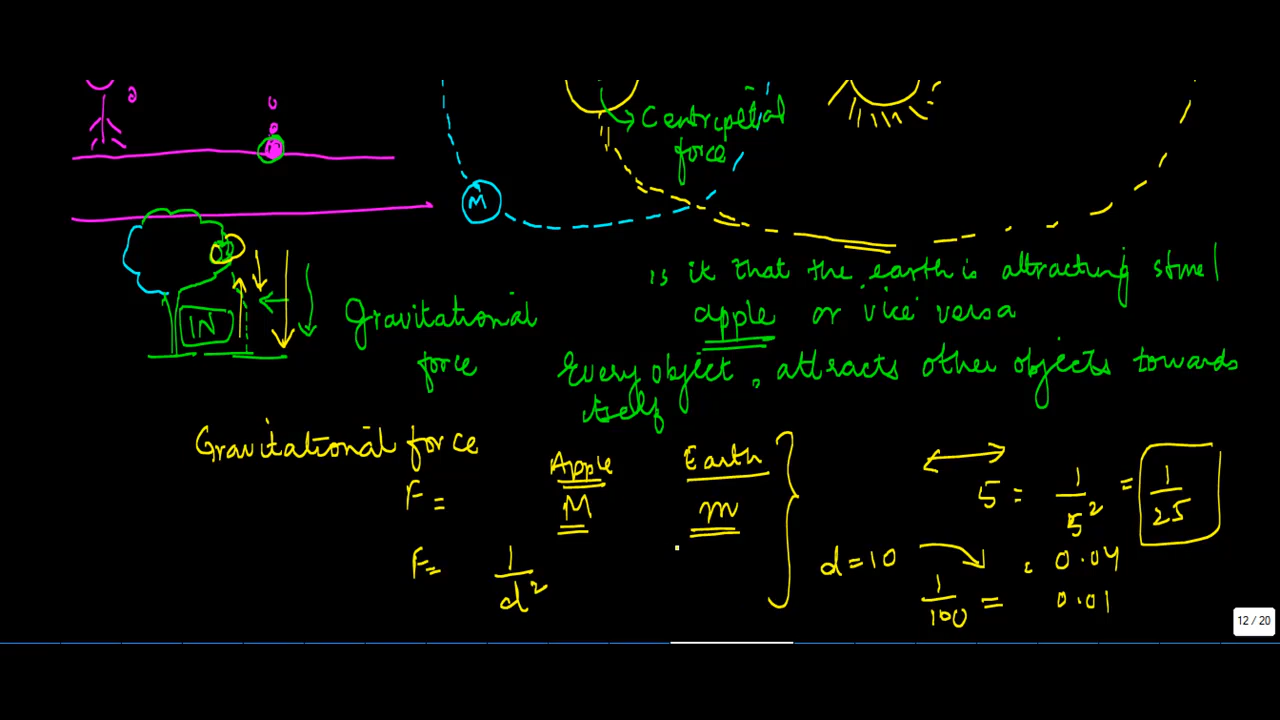 Centripetal
force
M
IN
is it that the earth is attracting
apple or vice versa
Gravitational
force
Every object, attracts other objects towards
itself
Gravitational force
Apple Earth
F = M m
5 = 1/5² = 1/25
F = 1/d²
d = 10 = 0.04
1/100 = 0.01
12 / 20